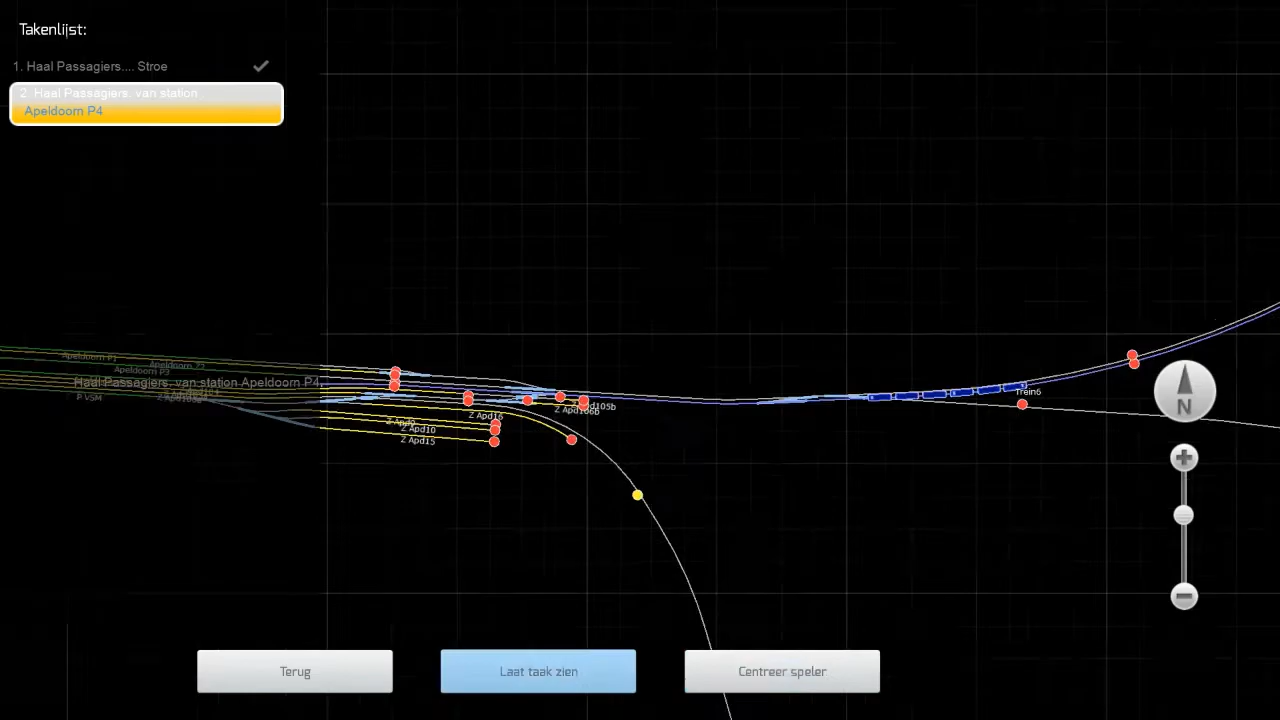 Takenlijst:
1. Haal Passagiers.... Stroe
2. Haal Passagiers. van station
Apeldoorn P4
Apeldoorn P1
Apeldoorn P3
Haal Passagiers. van station Apeldoorn P4.
P VSM
Z Apd16
Z Apd106b
Z Apd10
Z Apd15
Trein6
N
Terug
Laat taak zien
Centreer speler